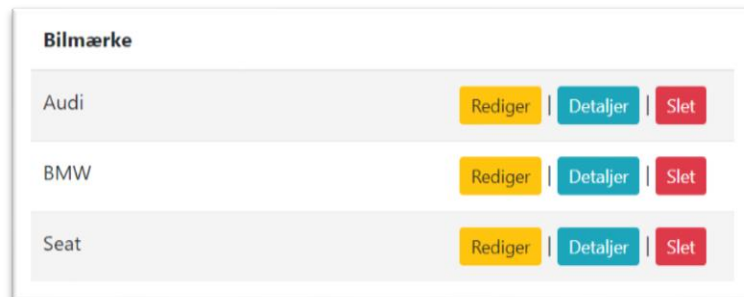 Bilmærke
Audi Rediger | Detaljer | Slet
BMW Rediger | Detaljer | Slet
Seat Rediger | Detaljer | Slet